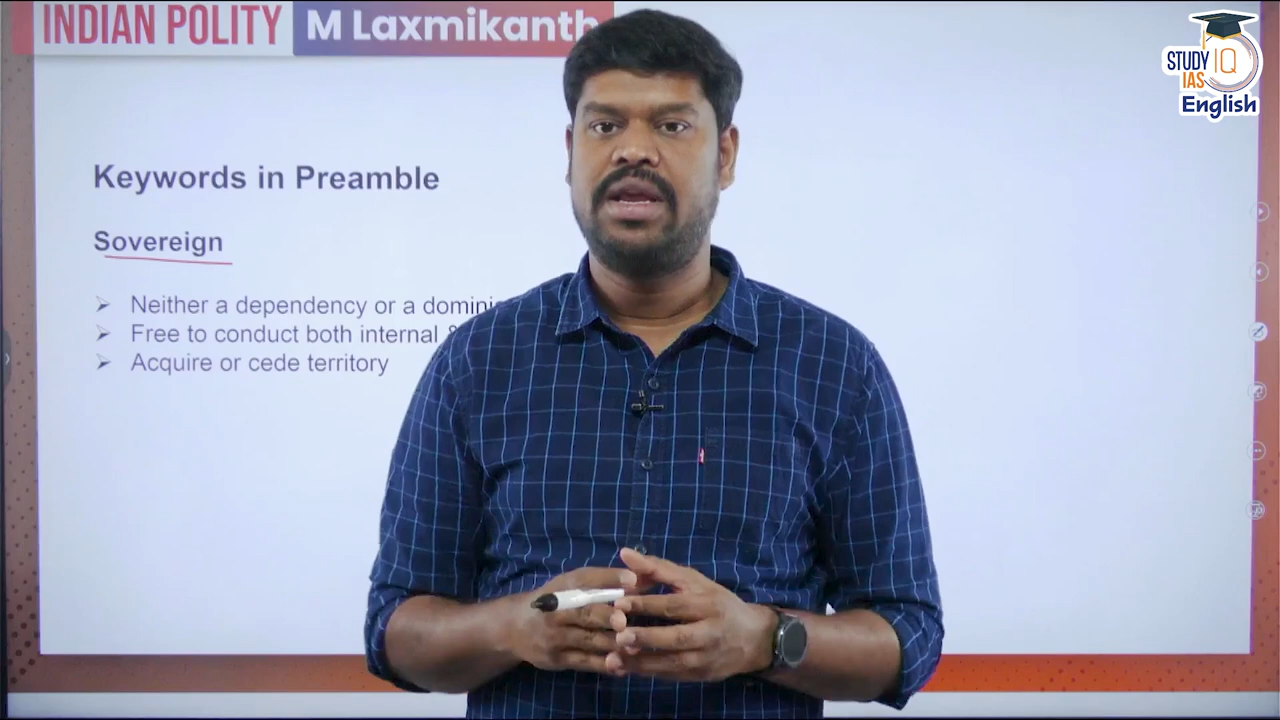 INDIAN POLITY M Laxmikanth
STUDY IQ
IAS
English
Keywords in Preamble
Sovereign
➢ Neither a dependency or a domini
➢ Free to conduct both internal &
➢ Acquire or cede territory